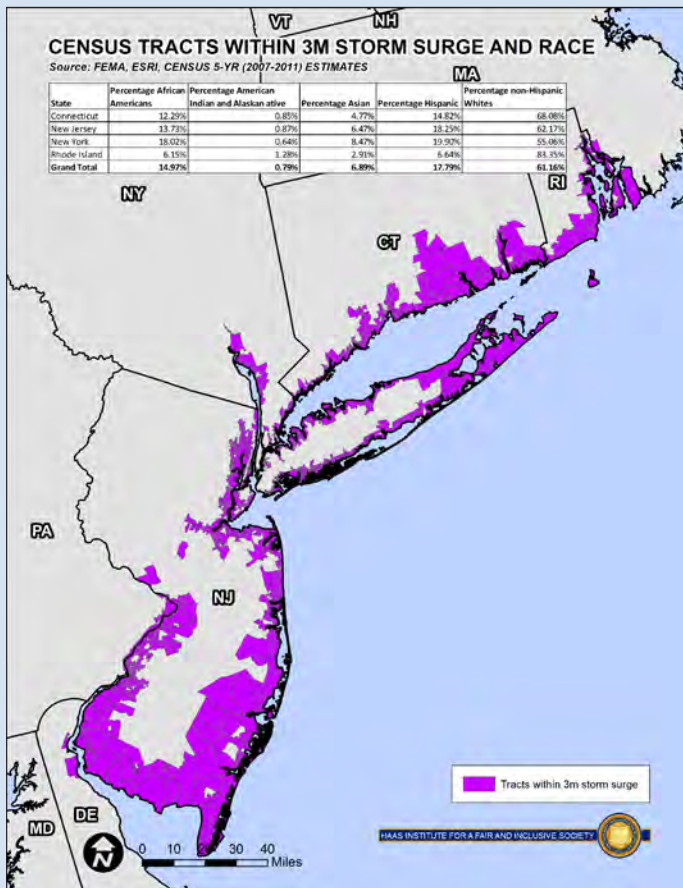 VT
NH
CENSUS TRACTS WITHIN 3M STORM SURGE AND RACE
Source: FEMA, ESRI, CENSUS 5-YR (2007-2011) ESTIMATES
MA
State | Percentage African Americans | Percentage American Indian and Alaskan ative | Percentage Asian | Percentage Hispanic | Percentage non-Hispanic Whites
Connecticut 12.29% 0.85% 4.77% 14.82% 68.08%
New Jersey 13.73% 0.87% 6.47% 18.25% 62.17%
New York 18.02% 0.64% 8.47% 19.90% 55.06%
Rhode Island 6.15% 1.28% 2.91% 6.64% 83.35%
Grand Total 14.97% 0.79% 6.89% 17.79% 61.16%
NY
RI
CT
PA
NJ
Tracts within 3m storm surge
DE
MD
N
0 10 20 30 40
Miles
HAAS INSTITUTE FOR A FAIR AND INCLUSIVE SOCIETY